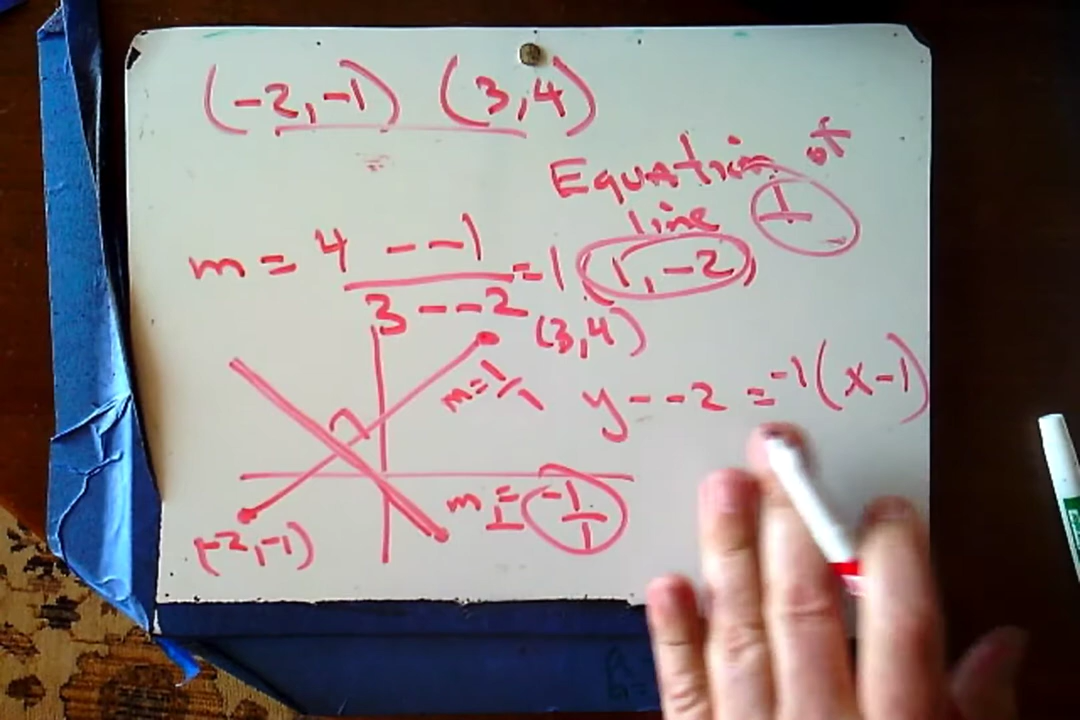 (-2,-1) (3,4)
Equation of
line ⊥
m = 4 - -1 = 1 (1,-2)
3 - -2
(3,4)
m=1/1
y - -2 = -1(x-1)
m⊥ = -1/1
(-2,-1)